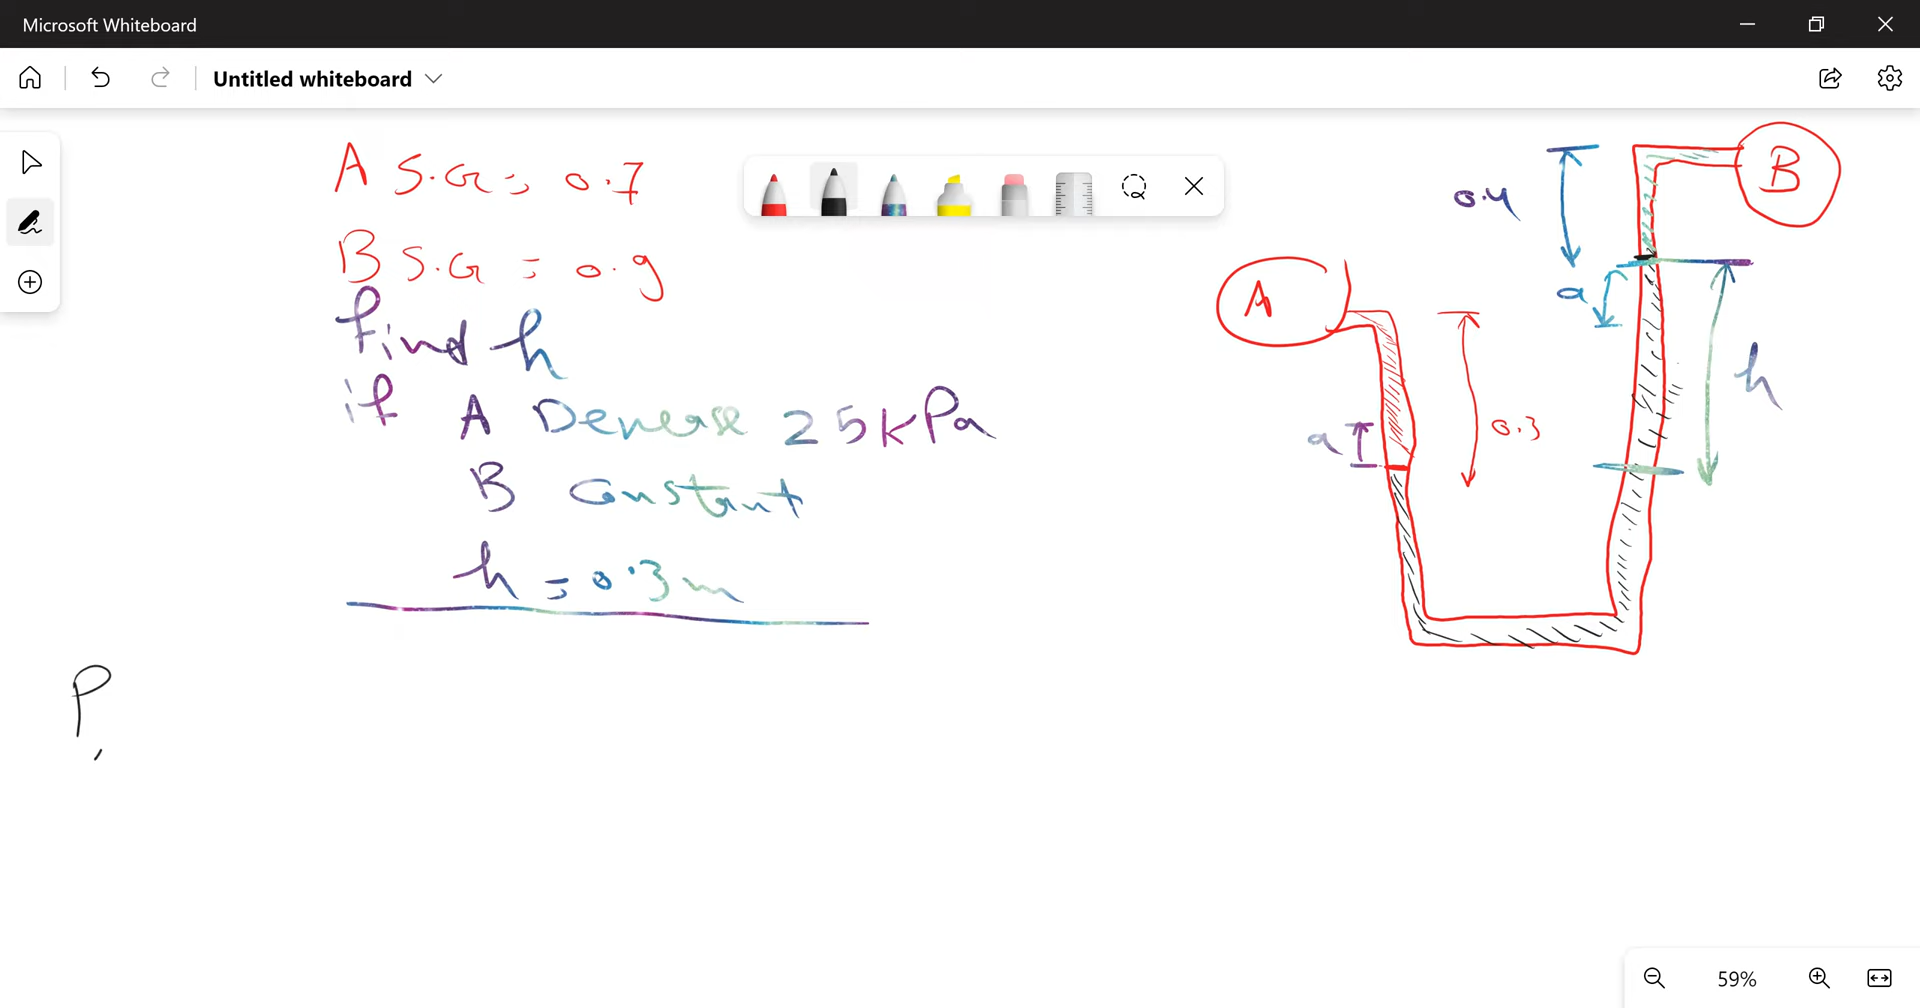 Microsoft Whiteboard
Untitled whiteboard
A S.G = 0.7
B S.G = 0.9
find h
if A Decrease 25kPa
B Constant
h = 0.3m
P,
B
0.4
a
A
h
a
0.3
59%